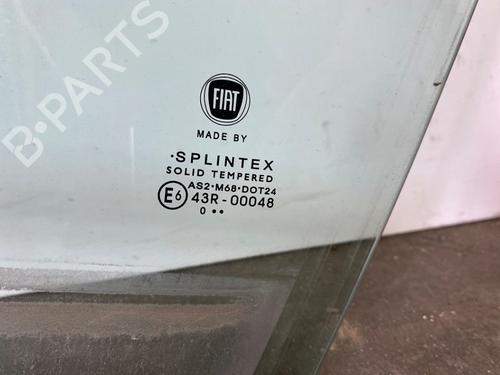 B-PARTS
FIAT
MADE BY
·SPLINTEX
SOLID TEMPERED
AS2·M68·DOT24
E6 43R-00048
0 ••